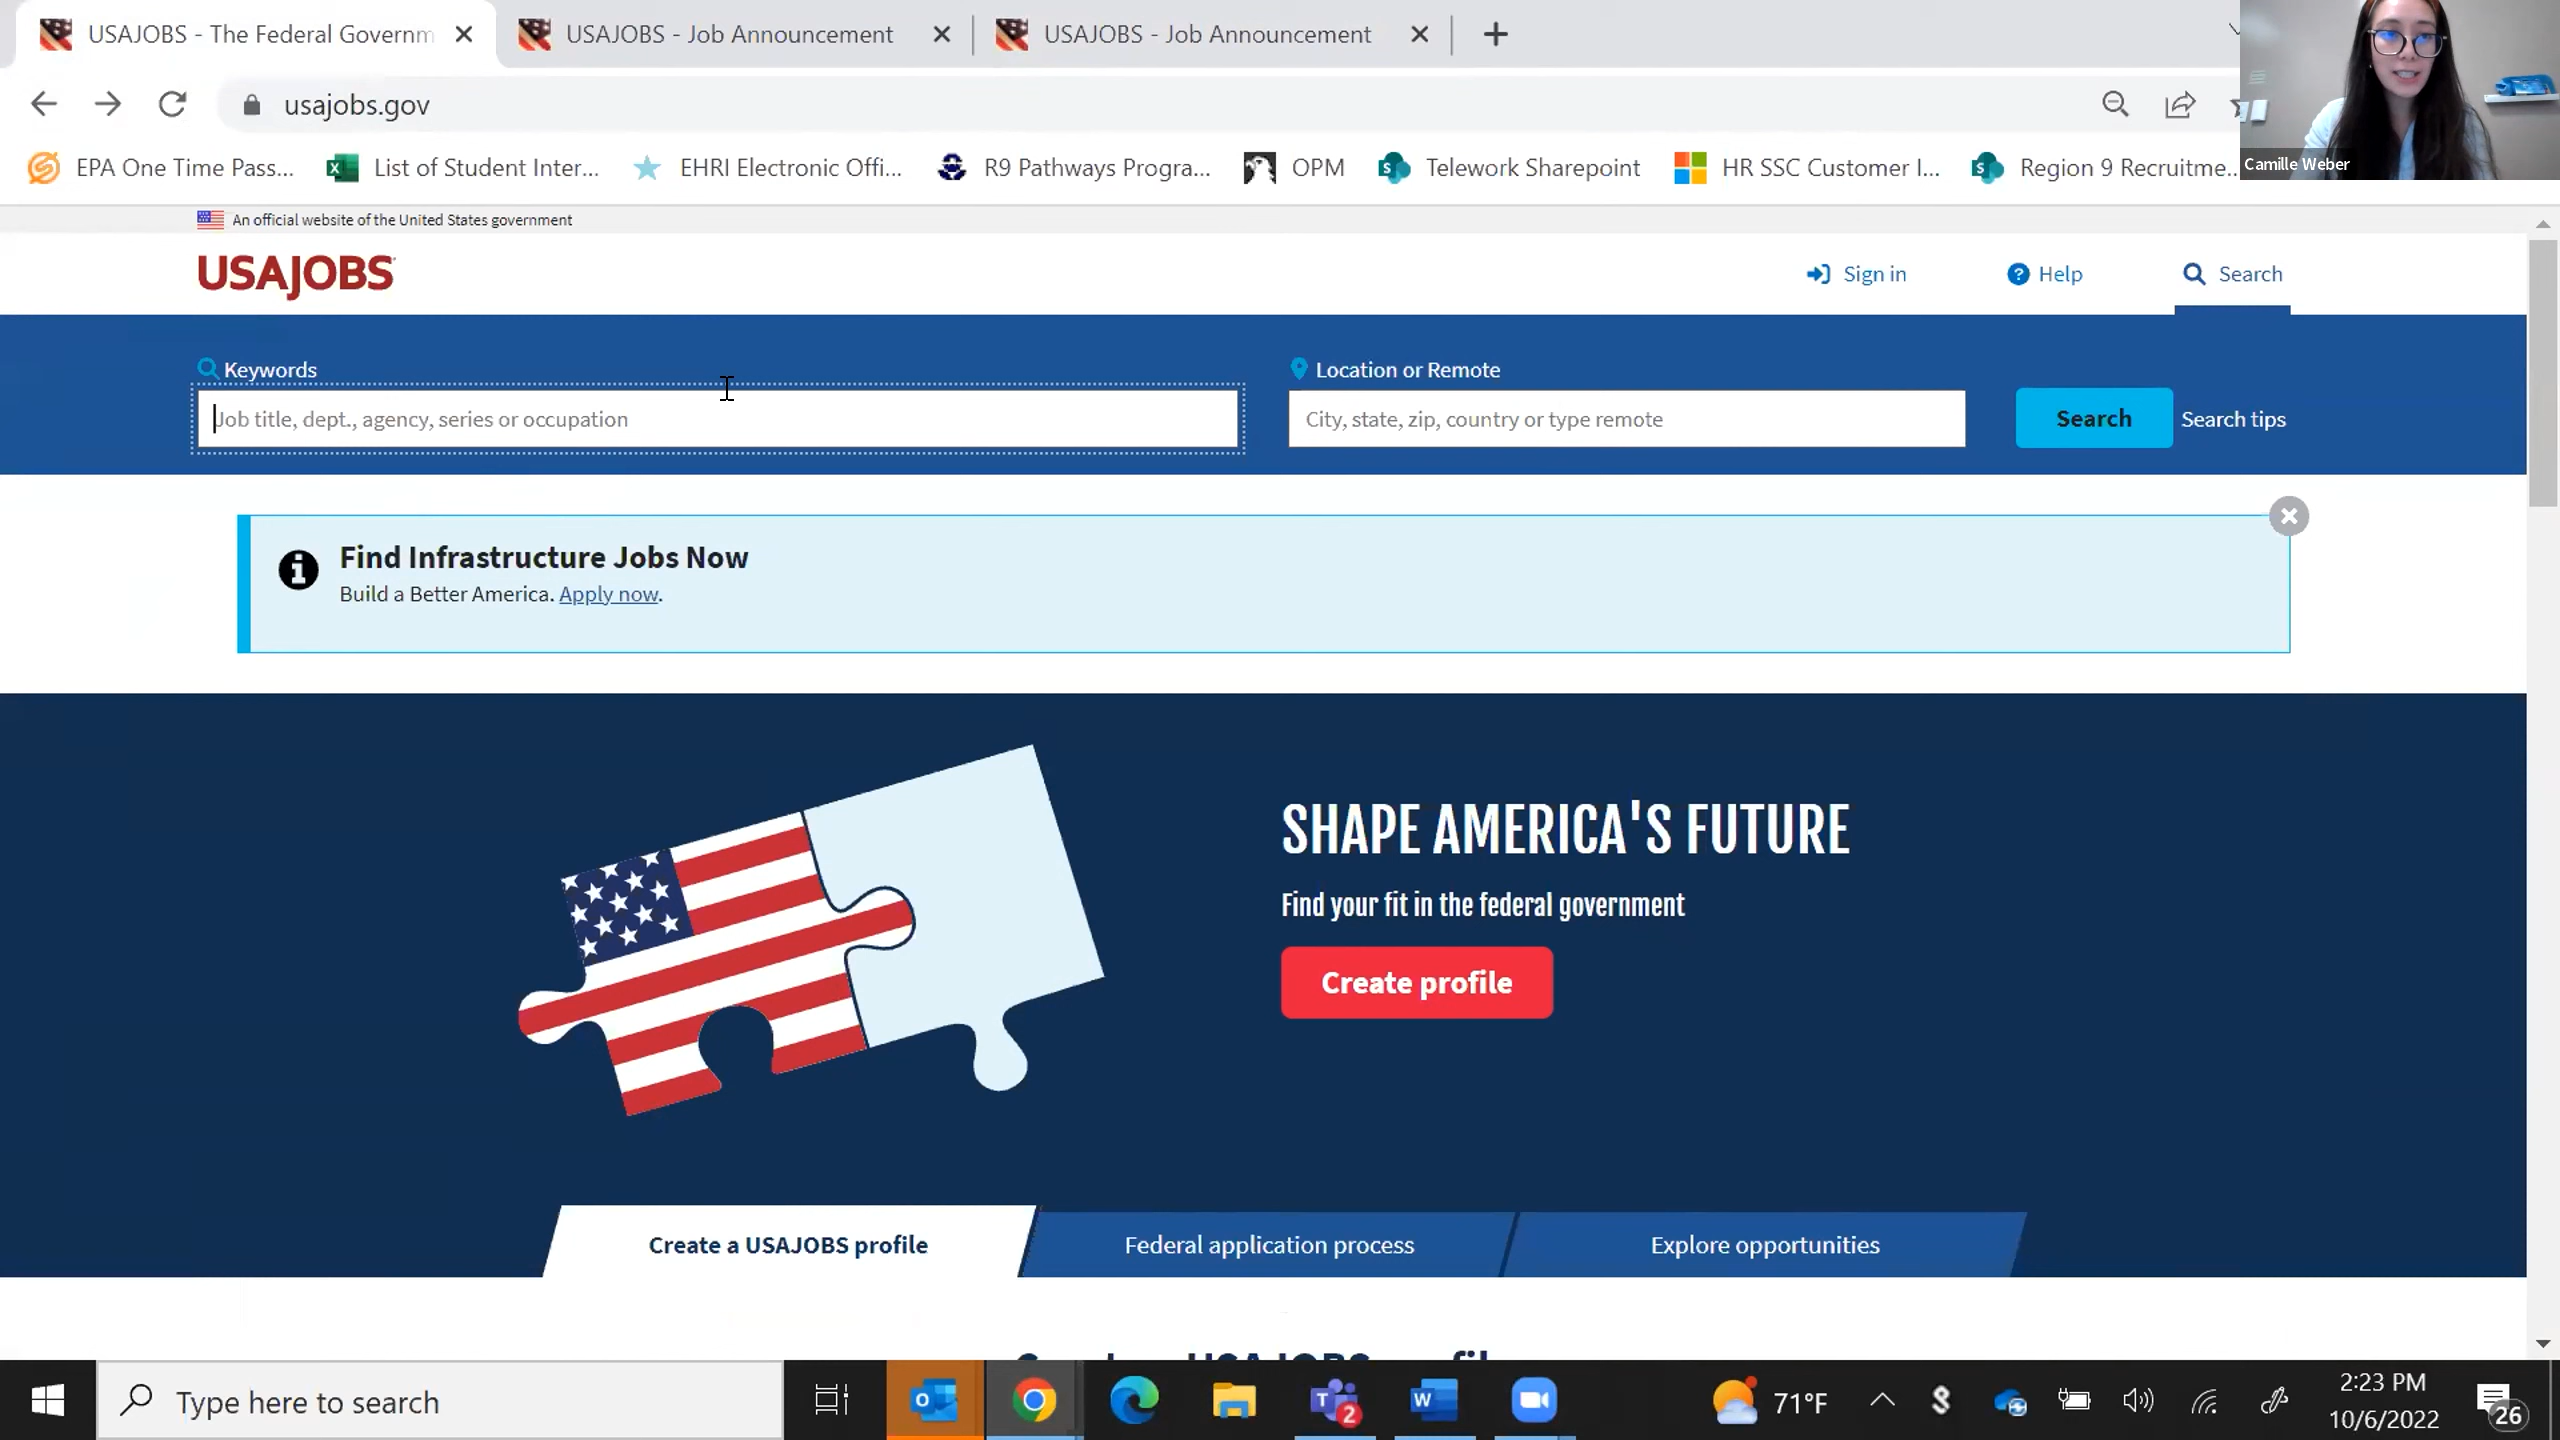 USAJOBS - The Federal Governm
USAJOBS - Job Announcement
USAJOBS - Job Announcement
usajobs.gov
EPA One Time Pass...
List of Student Inter...
EHRI Electronic Offi...
R9 Pathways Progra...
OPM
Telework Sharepoint
HR SSC Customer I...
Region 9 Recruitme...
Camille Weber
An official website of the United States government
USAJOBS
Sign in
Help
Search
Keywords
Location or Remote
Job title, dept., agency, series or occupation
City, state, zip, country or type remote
Search
Search tips
Find Infrastructure Jobs Now
Build a Better America. Apply now.
SHAPE AMERICA'S FUTURE
Find your fit in the federal government
Create profile
Create a USAJOBS profile
Federal application process
Explore opportunities
Type here to search
2
71°F
2:23 PM
10/6/2022
26